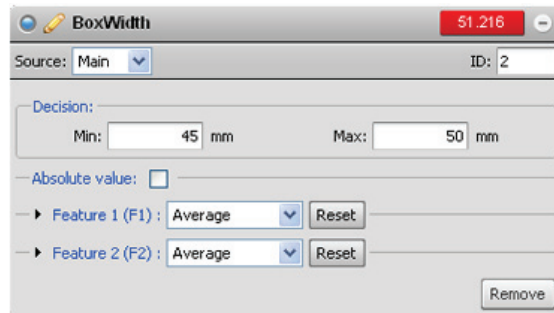 BoxWidth 51.216
Source: Main ID: 2
Decision:
Min: 45 mm Max: 50 mm
Absolute value:
Feature 1 (F1) : Average Reset
Feature 2 (F2) : Average Reset
Remove